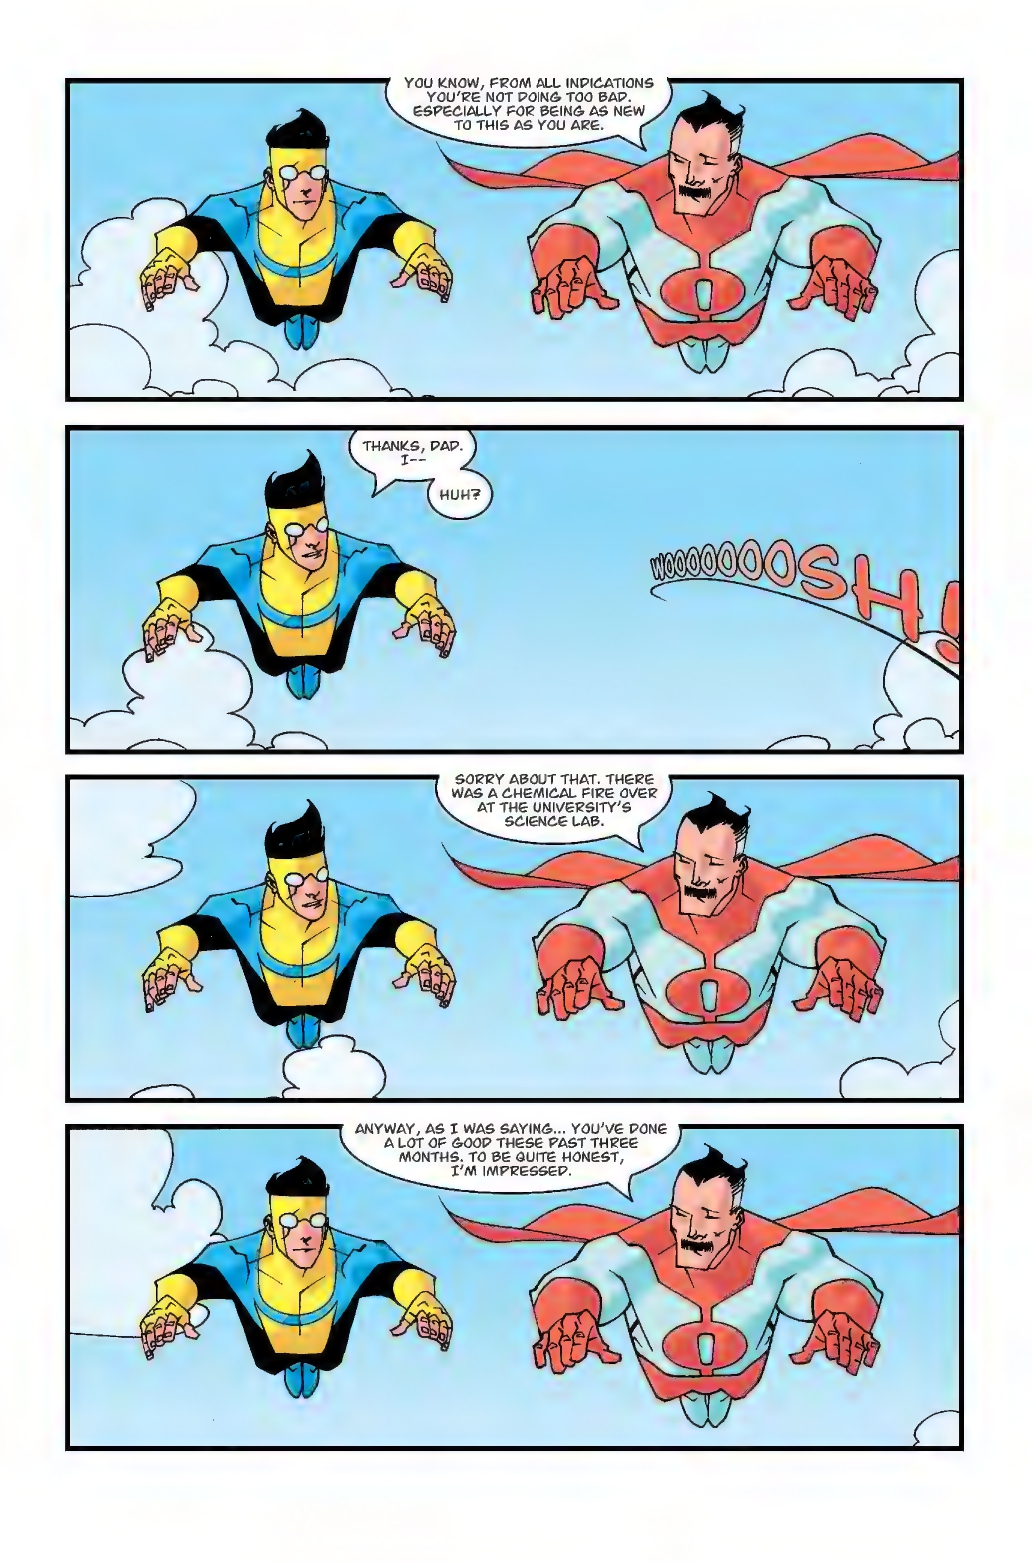 YOU KNOW, FROM ALL INDICATIONS
YOU'RE NOT DOING TOO BAD.
ESPECIALLY FOR BEING AS NEW
TO THIS AS YOU ARE.
THANKS, DAD.
I--
HUH?
WOOOOOOOOSH!
SORRY ABOUT THAT. THERE
WAS A CHEMICAL FIRE OVER
AT THE UNIVERSITY'S
SCIENCE LAB.
ANYWAY, AS I WAS SAYING... YOU'VE DONE
A LOT OF GOOD THESE PAST THREE
MONTHS. TO BE QUITE HONEST,
I'M IMPRESSED.